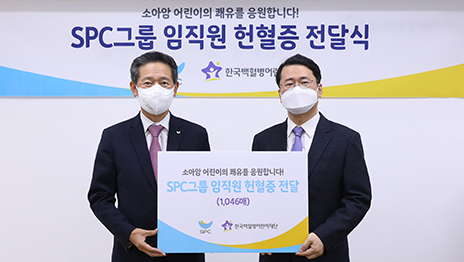 소아암 어린이의 쾌유를 응원합니다!
SPC그룹 임직원 헌혈증 전달식
한국백혈병어린
소아암 어린이의 쾌유를 응원합니다!
SPC그룹 임직원 헌혈증 전달
(1,046매)
SPC 한국백혈병어린이재단